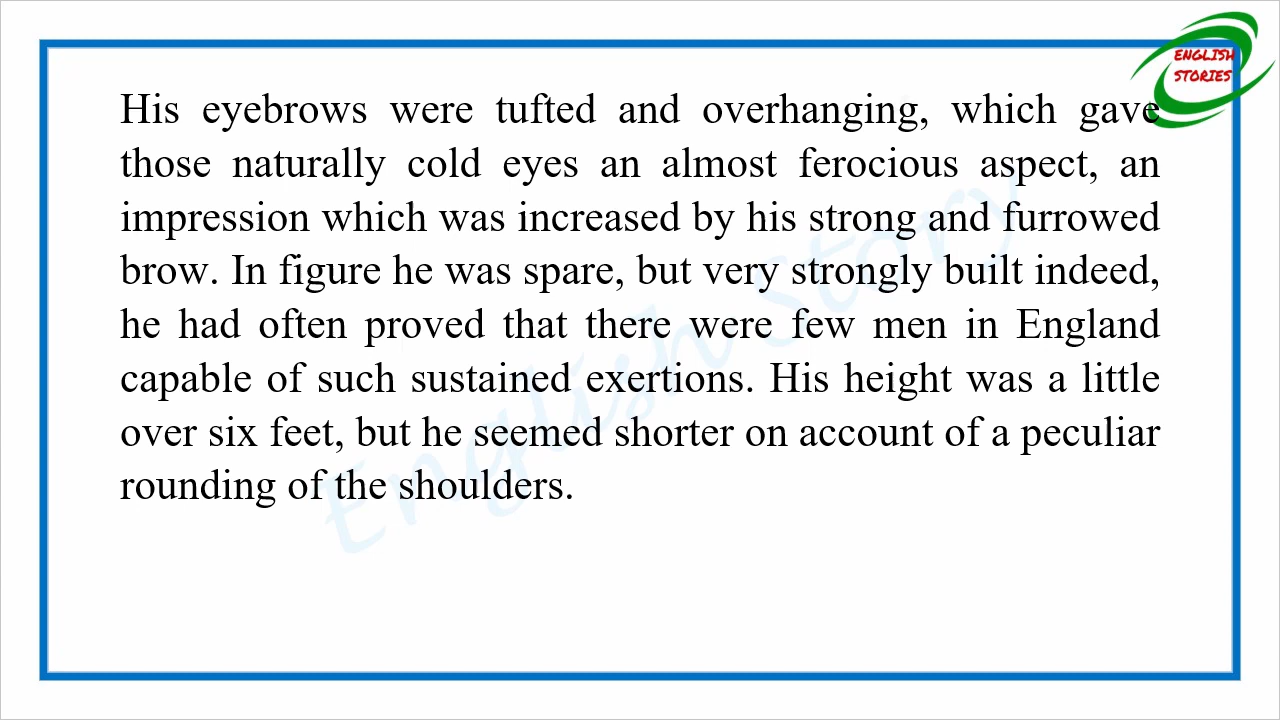 ENGLISH
STORIES
His eyebrows were tufted and overhanging, which gave
those naturally cold eyes an almost ferocious aspect, an
impression which was increased by his strong and furrowed
brow. In figure he was spare, but very strongly built indeed,
he had often proved that there were few men in England
capable of such sustained exertions. His height was a little
over six feet, but he seemed shorter on account of a peculiar
rounding of the shoulders.
English Story